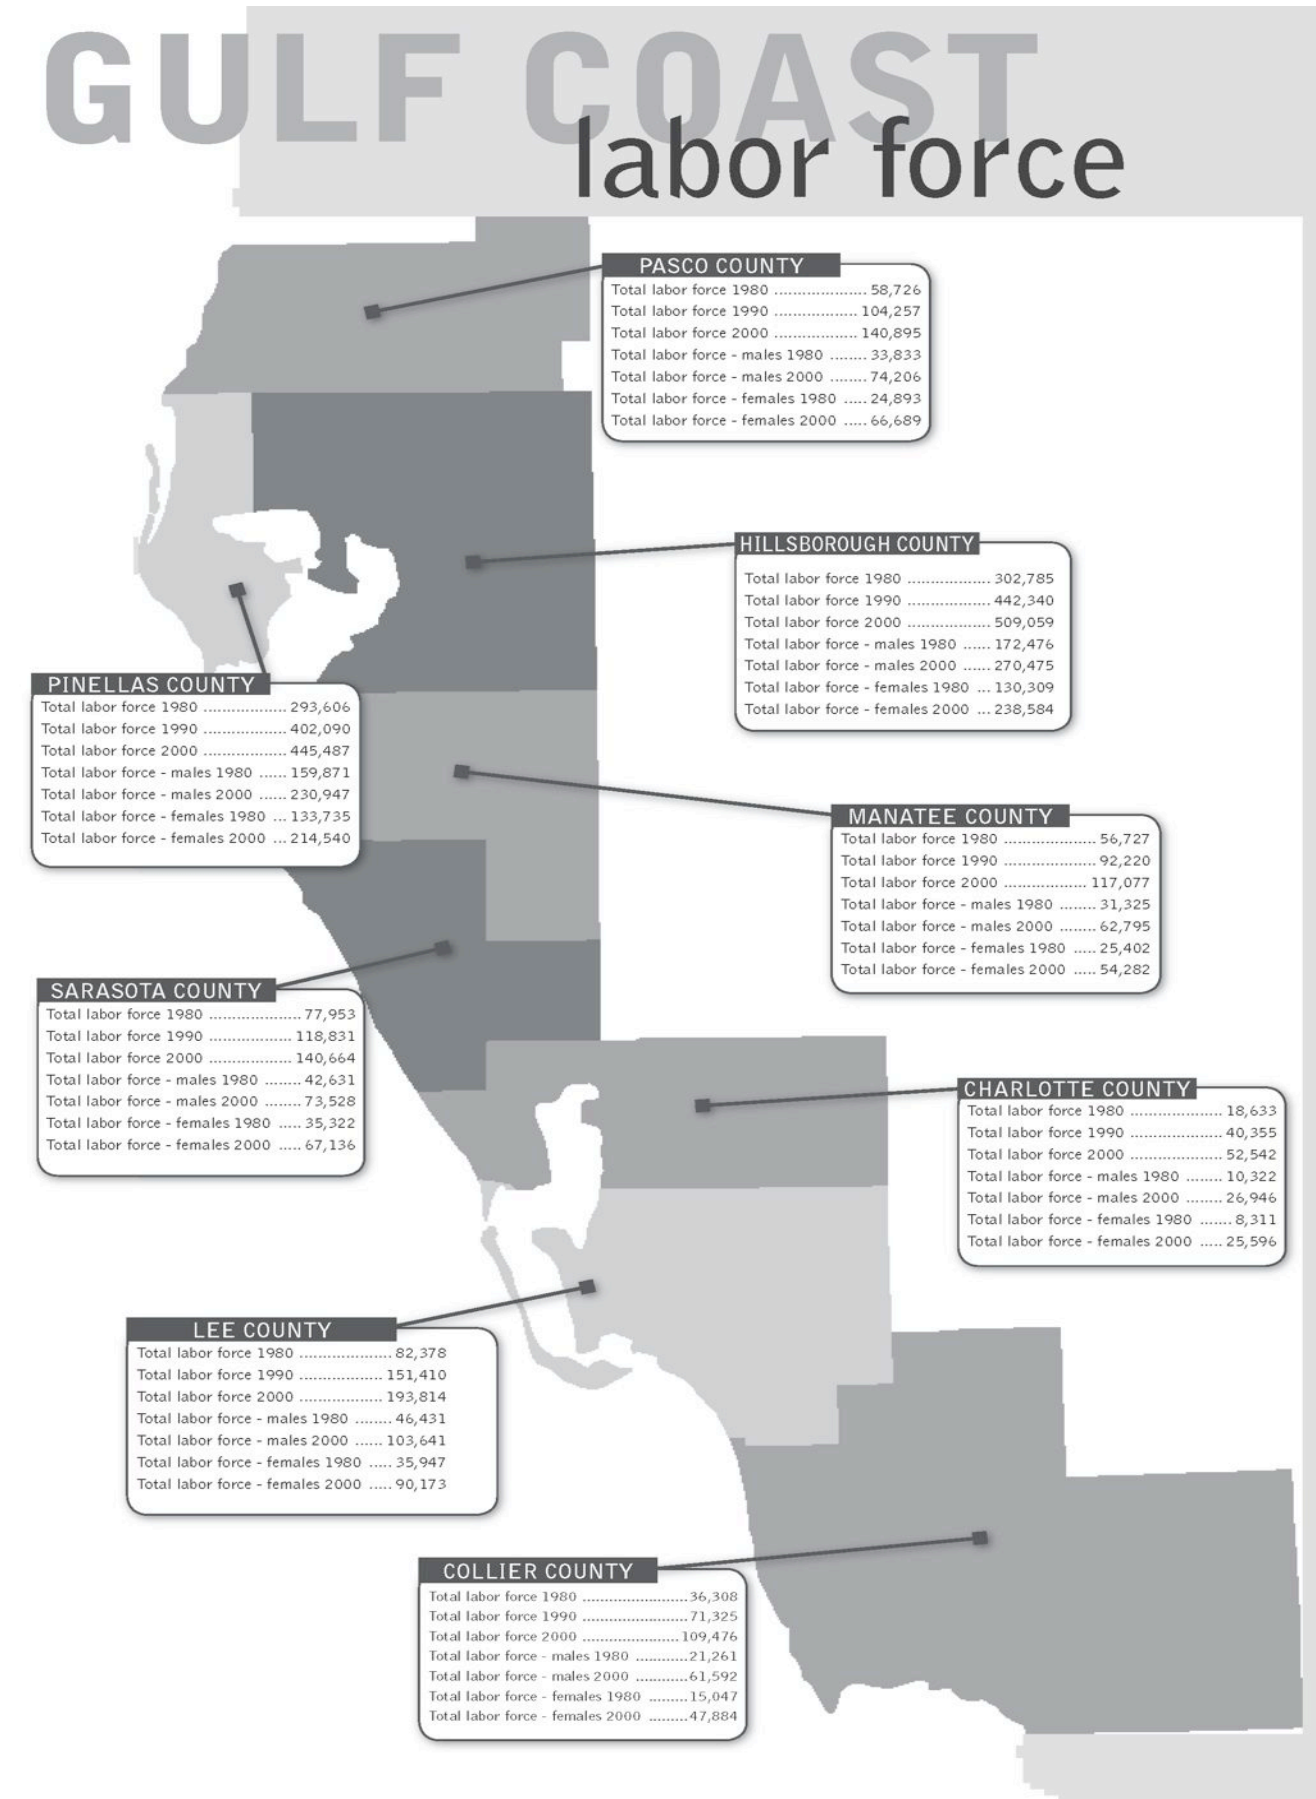 GULF COAST
labor force
PASCO COUNTY
Total labor force 1980 ................... 58,726
Total labor force 1990 ................. 104,257
Total labor force 2000 ................. 140,895
Total labor force - males 1980 ........ 33,833
Total labor force - males 2000 ........ 74,206
Total labor force - females 1980 ..... 24,893
Total labor force - females 2000 ..... 66,689
HILLSBOROUGH COUNTY
Total labor force 1980 ................. 302,785
Total labor force 1990 ................. 442,340
Total labor force 2000 ................. 509,059
Total labor force - males 1980 ...... 172,476
Total labor force - males 2000 ...... 270,475
Total labor force - females 1980 ... 130,309
Total labor force - females 2000 ... 238,584
PINELLAS COUNTY
Total labor force 1980 ................. 293,606
Total labor force 1990 ................. 402,090
Total labor force 2000 ................. 445,487
Total labor force - males 1980 ...... 159,871
Total labor force - males 2000 ...... 230,947
Total labor force - females 1980 ... 133,735
Total labor force - females 2000 ... 214,540
MANATEE COUNTY
Total labor force 1980 ................... 56,727
Total labor force 1990 ................... 92,220
Total labor force 2000 ................. 117,077
Total labor force - males 1980 ........ 31,325
Total labor force - males 2000 ........ 62,795
Total labor force - females 1980 ..... 25,402
Total labor force - females 2000 ..... 54,282
SARASOTA COUNTY
Total labor force 1980 ................... 77,953
Total labor force 1990 ................. 118,831
Total labor force 2000 ................. 140,664
Total labor force - males 1980 ........ 42,631
Total labor force - males 2000 ........ 73,528
Total labor force - females 1980 ..... 35,322
Total labor force - females 2000 ..... 67,136
CHARLOTTE COUNTY
Total labor force 1980 ................... 18,633
Total labor force 1990 ................... 40,355
Total labor force 2000 ................... 52,542
Total labor force - males 1980 ........ 10,322
Total labor force - males 2000 ........ 26,946
Total labor force - females 1980 ....... 8,311
Total labor force - females 2000 ..... 25,596
LEE COUNTY
Total labor force 1980 ................... 82,378
Total labor force 1990 ................. 151,410
Total labor force 2000 ................. 193,814
Total labor force - males 1980 ........ 46,431
Total labor force - males 2000 ...... 103,641
Total labor force - females 1980 ..... 35,947
Total labor force - females 2000 ..... 90,173
COLLIER COUNTY
Total labor force 1980 .......................36,308
Total labor force 1990 .......................71,325
Total labor force 2000 .....................109,476
Total labor force - males 1980 ............21,261
Total labor force - males 2000 ............61,592
Total labor force - females 1980 .........15,047
Total labor force - females 2000 .........47,884